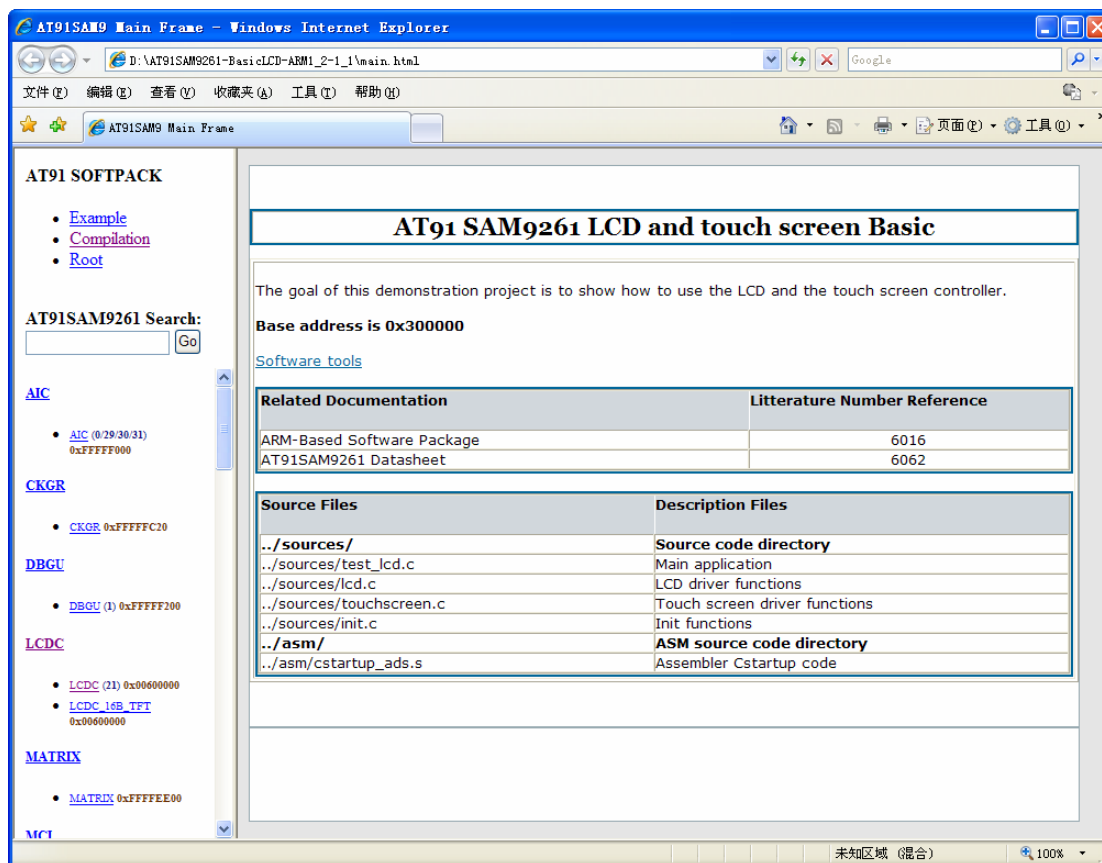 AT91SAM9 Main Frame - Windows Internet Explorer
D:\AT91SAM9261-BasicLCD-ARM1_2-1_1\main.html
Google
文件(F) 编辑(E) 查看(V) 收藏夹(A) 工具(T) 帮助(H)
AT91SAM9 Main Frame
页面(P) 工具(O)
AT91 SOFTPACK
Example
Compilation
Root
AT91SAM9261 Search:
Go
AIC
AIC (0/29/30/31)
0xFFFFF000
CKGR
CKGR 0xFFFFFC20
DBGU
DBGU (1) 0xFFFFF200
LCDC
LCDC (21) 0x00600000
LCDC_16B_TFT
0x00600000
MATRIX
MATRIX 0xFFFFEE00
MCI
AT91 SAM9261 LCD and touch screen Basic
The goal of this demonstration project is to show how to use the LCD and the touch screen controller.
Base address is 0x300000
Software tools
Related Documentation Litterature Number Reference
ARM-Based Software Package 6016
AT91SAM9261 Datasheet 6062
Source Files Description Files
../sources/ Source code directory
../sources/test_lcd.c Main application
../sources/lcd.c LCD driver functions
../sources/touchscreen.c Touch screen driver functions
../sources/init.c Init functions
../asm/ ASM source code directory
../asm/cstartup_ads.s Assembler Cstartup code
未知区域 (混合) 100%